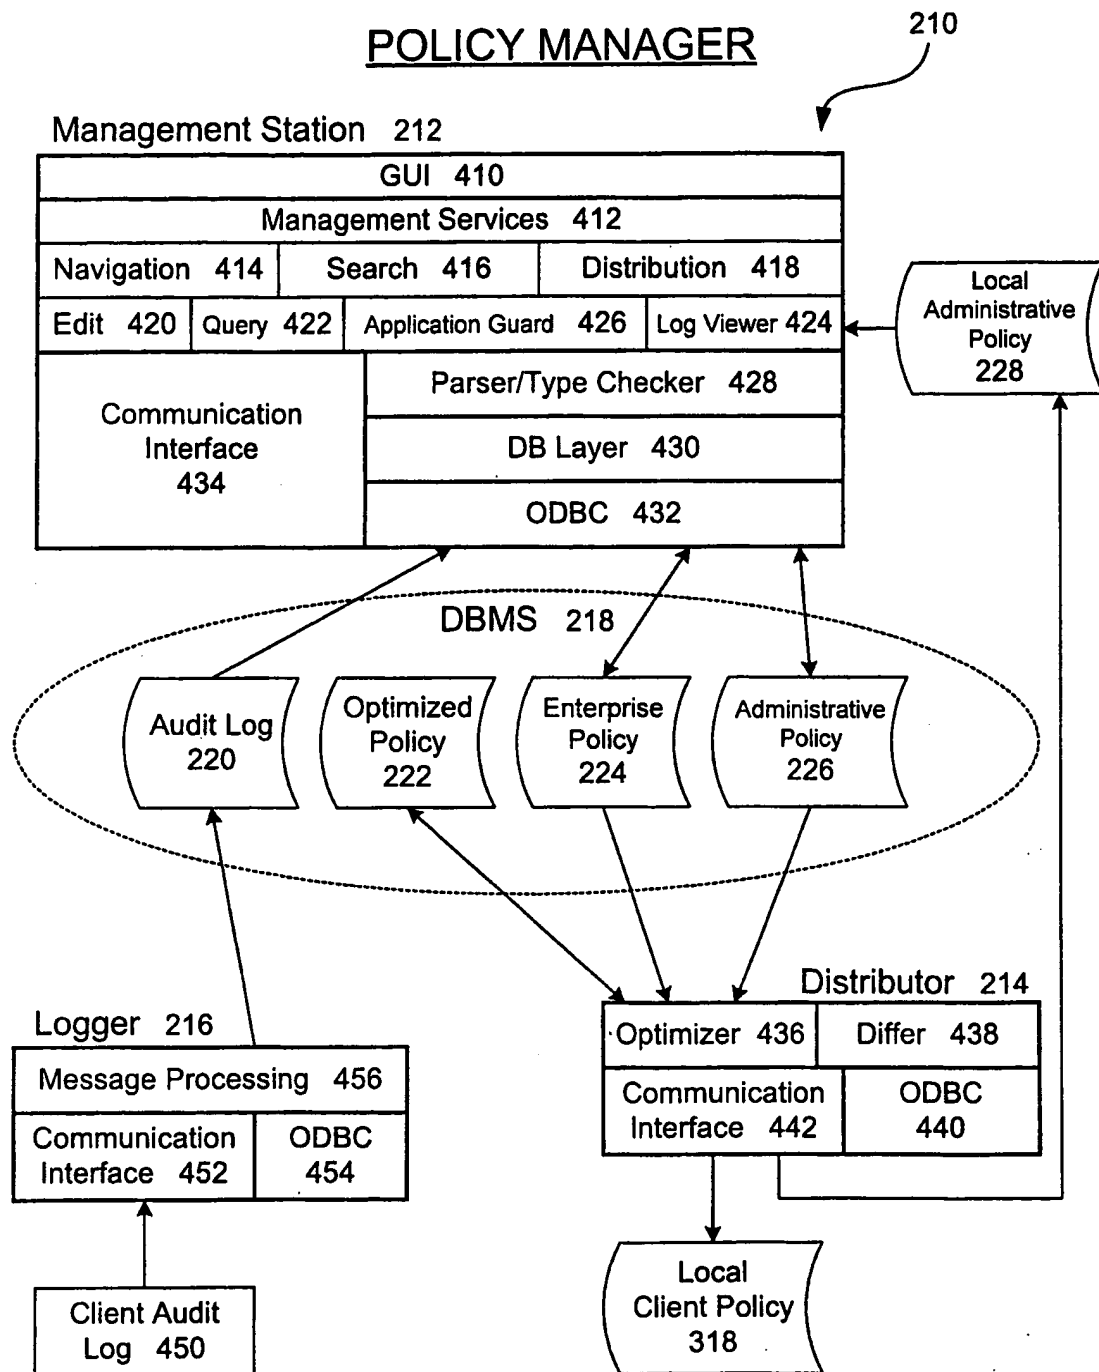 POLICY MANAGER
210
Management Station 212
GUI 410
Management Services 412
Navigation 414
Search 416
Distribution 418
Edit 420
Query 422
Application Guard 426
Log Viewer 424
Local
Administrative
Policy
228
Communication
Interface
434
Parser/Type Checker 428
DB Layer 430
ODBC 432
DBMS 218
Audit Log
220
Optimized
Policy
222
Enterprise
Policy
224
Administrative
Policy
226
Distributor 214
Optimizer 436
Differ 438
Communication
Interface 442
ODBC
440
Logger 216
Message Processing 456
Communication
Interface 452
ODBC
454
Client Audit
Log 450
Local
Client Policy
318